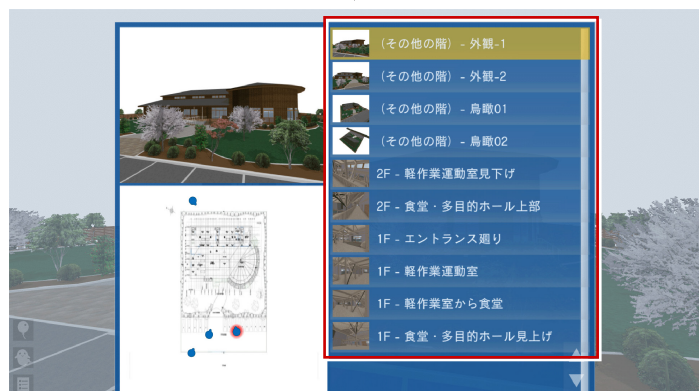 （その他の階） - 外観-1
（その他の階） - 外観-2
（その他の階） - 鳥瞰01
（その他の階） - 鳥瞰02
2F - 軽作業運動室見下げ
2F - 食堂・多目的ホール上部
1F - エントランス廻り
1F - 軽作業運動室
1F - 軽作業室から食堂
1F - 食堂・多目的ホール見上げ